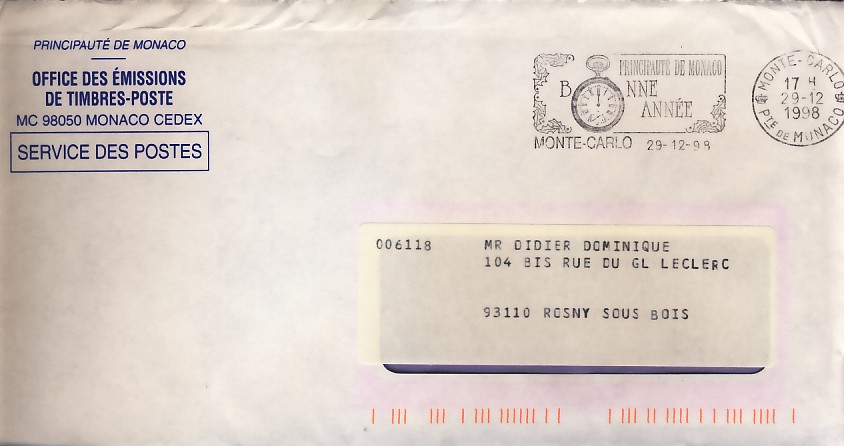 PRINCIPAUTÉ DE MONACO
OFFICE DES ÉMISSIONS
DE TIMBRES-POSTE
MC 98050 MONACO CEDEX
SERVICE DES POSTES
PRINCIPAUTÉ DE MONACO
BONNE
ANNÉE
MONTE-CARLO 29-12-98
MONTE-CARLO
17 H
29-12
1998
PTE DE MONACO
006118 MR DIDIER DOMINIQUE
104 BIS RUE DU GL LECLERC
93110 ROSNY SOUS BOIS